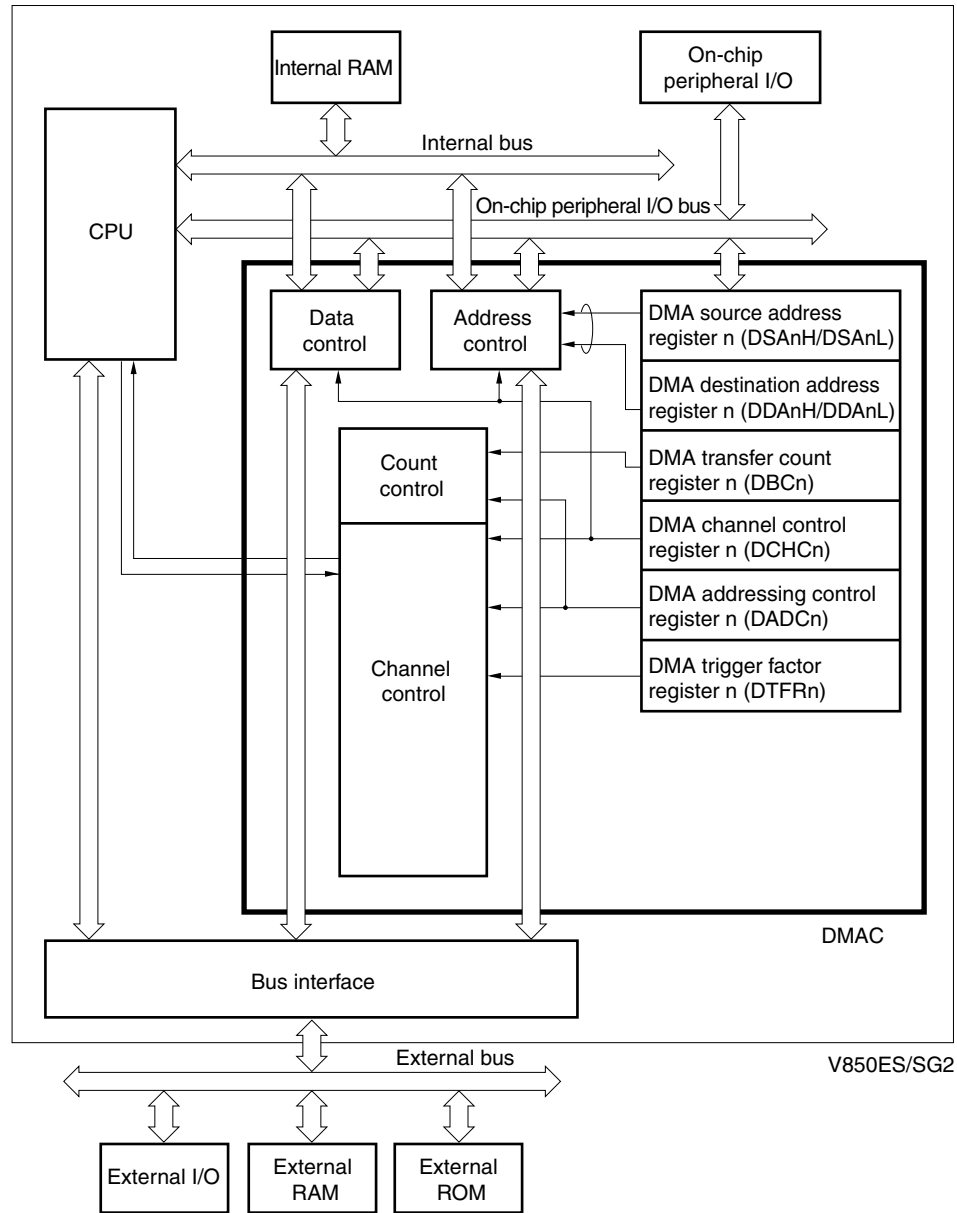 Internal RAM
On-chip
peripheral I/O
Internal bus
On-chip peripheral I/O bus
CPU
Data
control
Address
control
DMA source address
register n (DSAnH/DSAnL)
DMA destination address
register n (DDAnH/DDAnL)
Count
control
DMA transfer count
register n (DBCn)
DMA channel control
register n (DCHCn)
DMA addressing control
register n (DADCn)
Channel
control
DMA trigger factor
register n (DTFRn)
DMAC
Bus interface
External bus
V850ES/SG2
External I/O
External
RAM
External
ROM